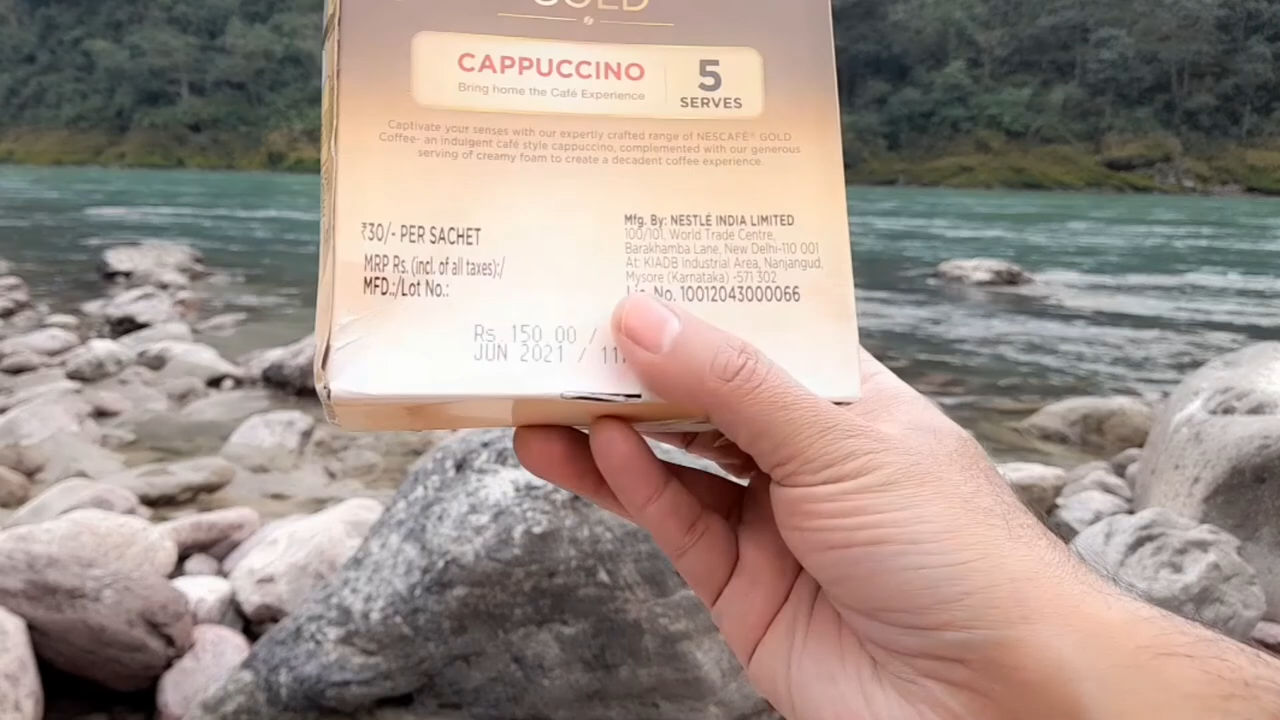 GOLD
CAPPUCCINO
Bring home the Café Experience
5
SERVES
Captivate your senses with our expertly crafted range of NESCAFÉ® GOLD
Coffee- an indulgent café style cappuccino, complemented with our generous
serving of creamy foam to create a decadent coffee experience.
₹30/- PER SACHET
MRP Rs. (incl. of all taxes):/
MFD.:/Lot No.:
Mfg. By: NESTLÉ INDIA LIMITED
100/101, World Trade Centre,
Barakhamba Lane, New Delhi-110 001
At: KIADB Industrial Area, Nanjangud,
Mysore (Karnataka) -571 302
Lic. No. 10012043000066
Rs. 150.00 /
JUN 2021 /